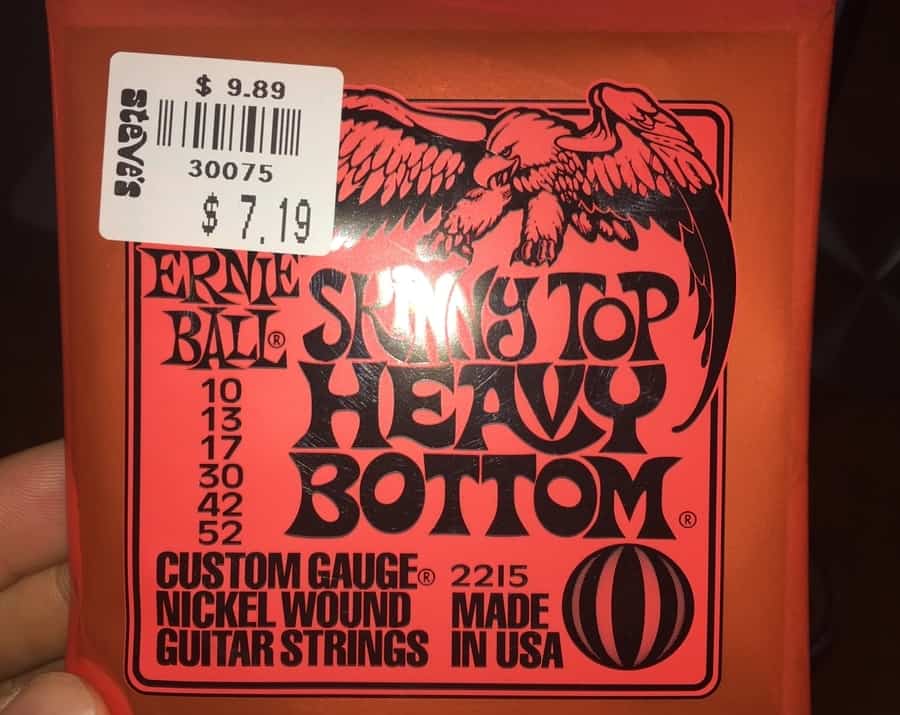 $ 9.89
steve's
30075
$ 7.19
ERNIE
BALL®
10
13
17
30
42
52
SKINNY TOP
HEAVY
BOTTOM®
CUSTOM GAUGE® 2215
NICKEL WOUND MADE
GUITAR STRINGS IN USA